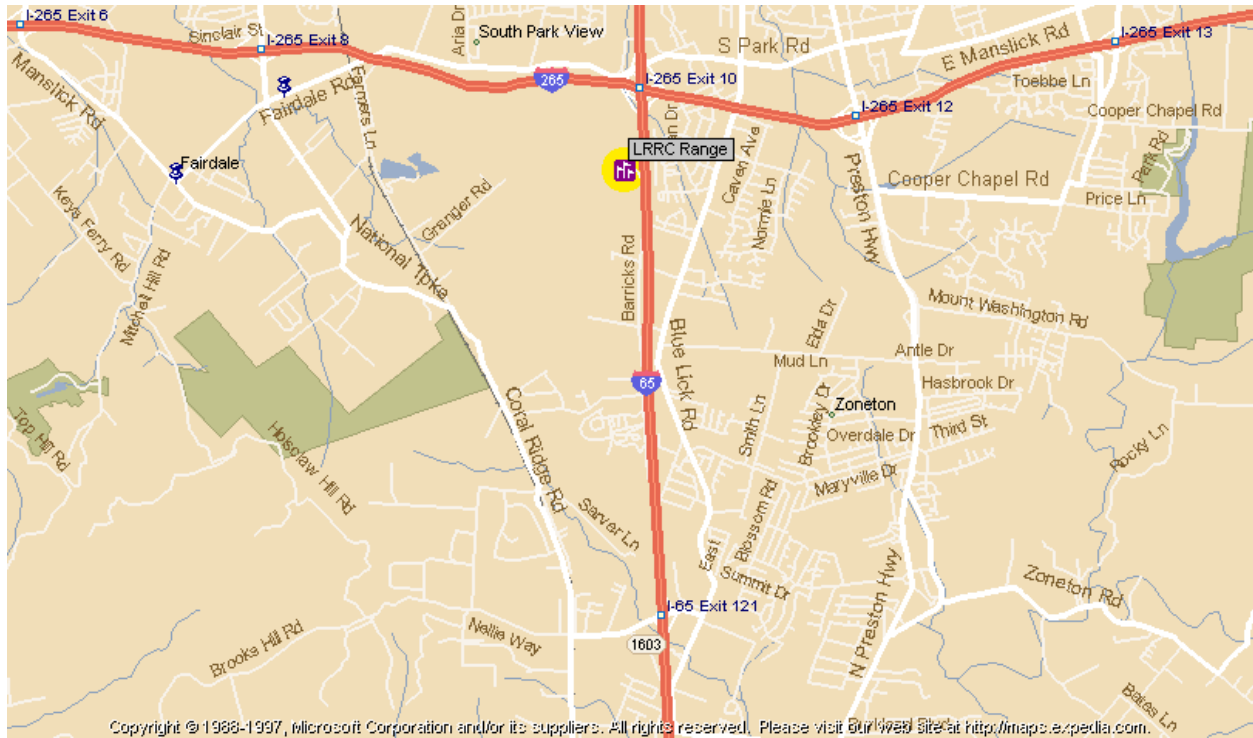 I-265 Exit 6
Sinclair St
I-265 Exit 8
Aria Dr
South Park View
S Park Rd
E Manslick Rd
I-265 Exit 13
Manslick Rd
Fairdale Rd
Farmers Ln
265
I-265 Exit 10
I-265 Exit 12
Toebbe Ln
Cooper Chapel Rd
LRRC Range
Fairdale
Caven Ave
Preston Hwy
Park Rd
Cooper Chapel Rd
Price Ln
Keys Ferry Rd
Granger Rd
Normie Ln
Mitchell Hill Rd
National Tpke
Barricks Rd
Elda Dr
Mount Washington Rd
Blue Lick Rd
Mud Ln
Antle Dr
65
Hasbrook Dr
Zoneton
Top Hill Rd
Holsclaw Hill Rd
Coral Ridge Rd
Smith Ln
Brookley Dr
Overdale Dr
Third St
Rocky Ln
Maryville Dr
Sarver Ln
East
Blossom Rd
Summit Dr
N Preston Hwy
Zoneton Rd
I-65 Exit 121
Brooks Hill Rd
Nellie Way
1603
Bates Ln
Copyright © 1988-1997, Microsoft Corporation and/or its suppliers. All rights reserved. Please visit our web site at http://maps.expedia.com.